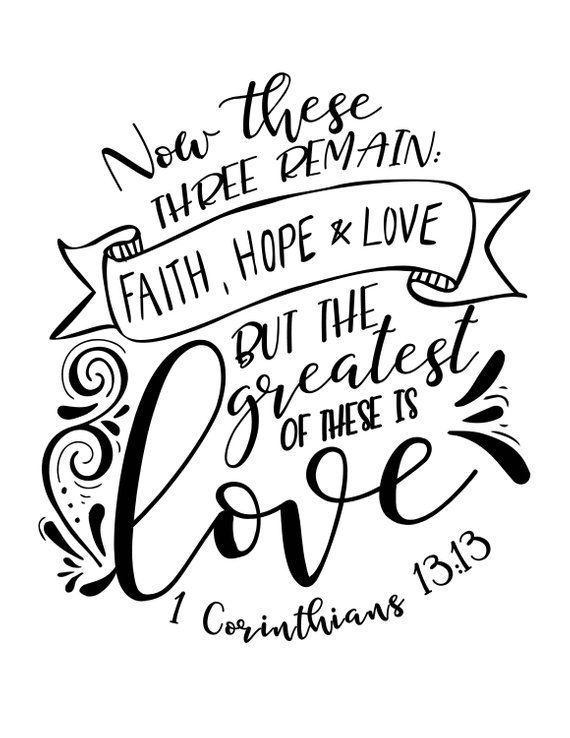 Now these
THREE REMAIN:
FAITH, HOPE & LOVE
BUT THE
greatest
OF THESE IS
love
1 Corinthians 13:13